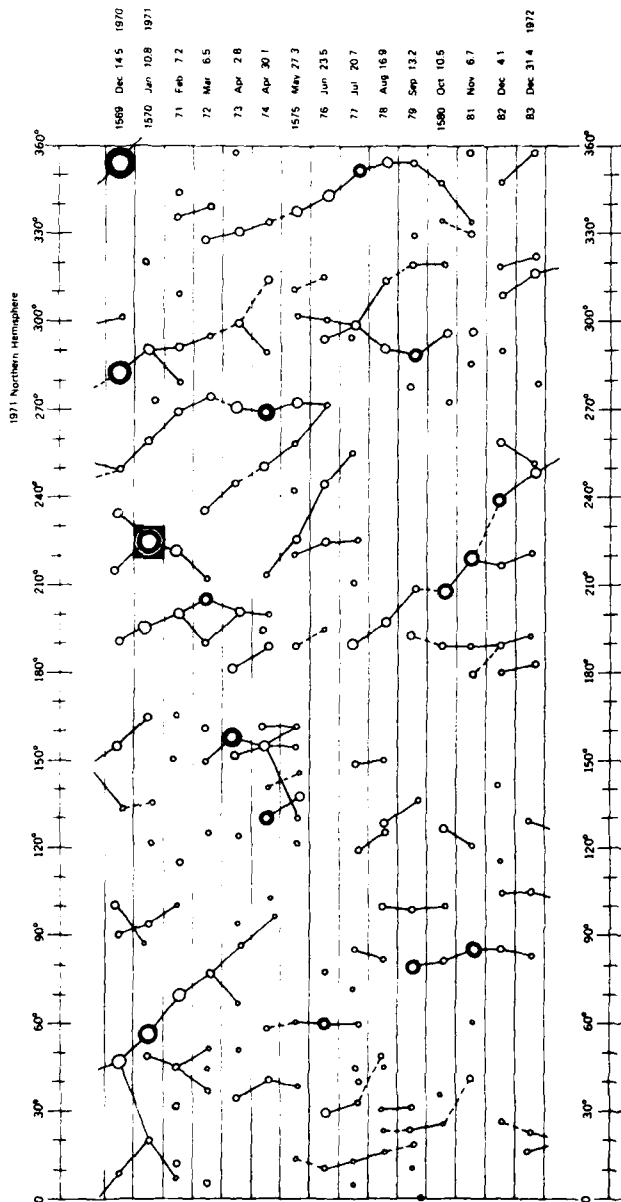 1971 Northern Hemisphere
0 30° 60° 90° 120° 150° 180° 210° 240° 270° 300° 330° 360°
1569 Dec 14 5 1970
1570 Jan 10.8 1971
71 Feb 7 2
72 Mar 6.5
73 Apr 2.8
74 Apr 30 1
1575 May 27 3
76 Jun 23 5
77 Jul 20 7
78 Aug 16.9
79 Sep 13.2
1580 Oct 10.5
81 Nov 6.7
82 Dec 4 1
83 Dec 31 4 1972
0 30° 60° 90° 120° 150° 180° 210° 240° 270° 300° 330° 360°